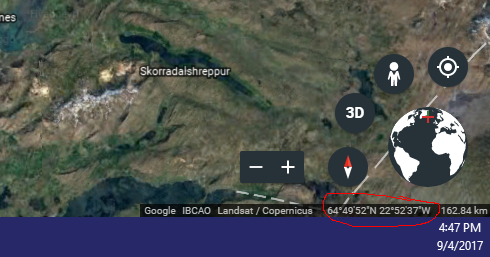 nes
Skorradalshreppur
3D
− +
Google IBCAO Landsat / Copernicus 64°49'52"N 22°52'37"W 162.84 km
4:47 PM
9/4/2017